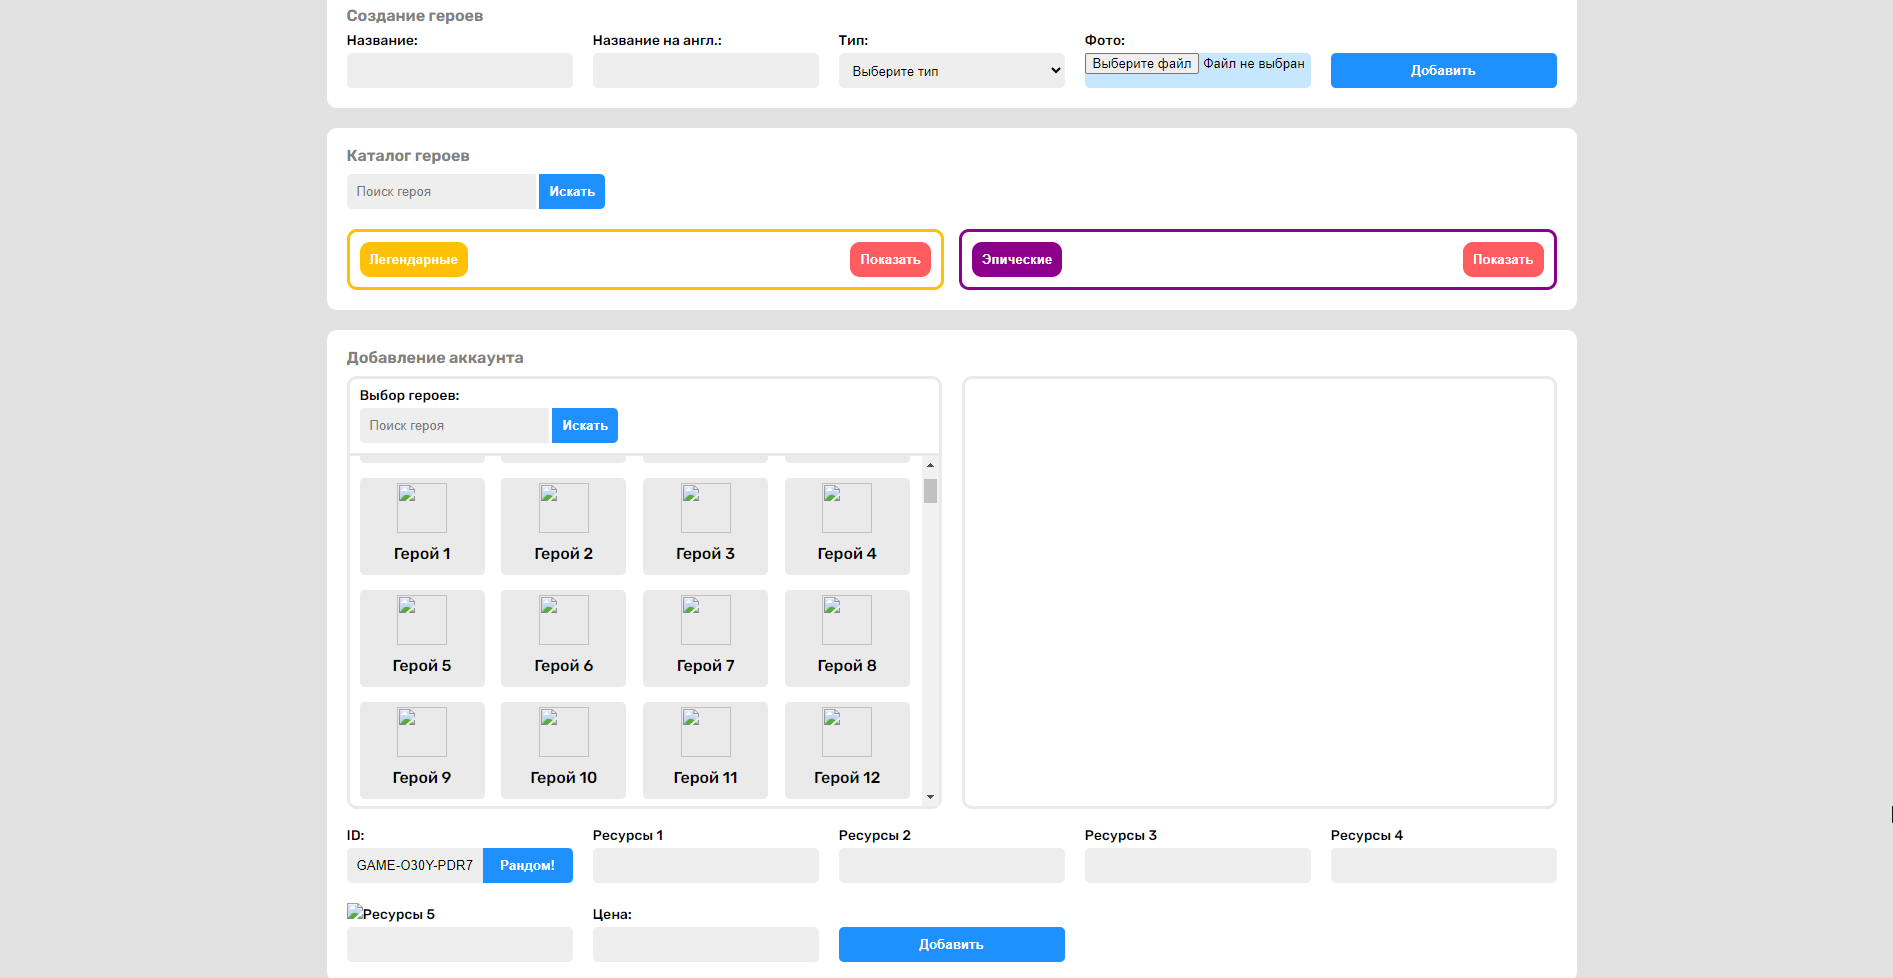 Создание героев
Название:
Название на англ.:
Тип:
Фото:
Выберите тип
Выберите файл Файл не выбран
Добавить
Каталог героев
Поиск героя
Искать
Легендарные
Показать
Эпические
Показать
Добавление аккаунта
Выбор героев:
Поиск героя
Искать
Герой 1
Герой 2
Герой 3
Герой 4
Герой 5
Герой 6
Герой 7
Герой 8
Герой 9
Герой 10
Герой 11
Герой 12
ID:
Ресурсы 1
Ресурсы 2
Ресурсы 3
Ресурсы 4
GAME-O30Y-PDR7
Рандом!
Ресурсы 5
Цена:
Добавить